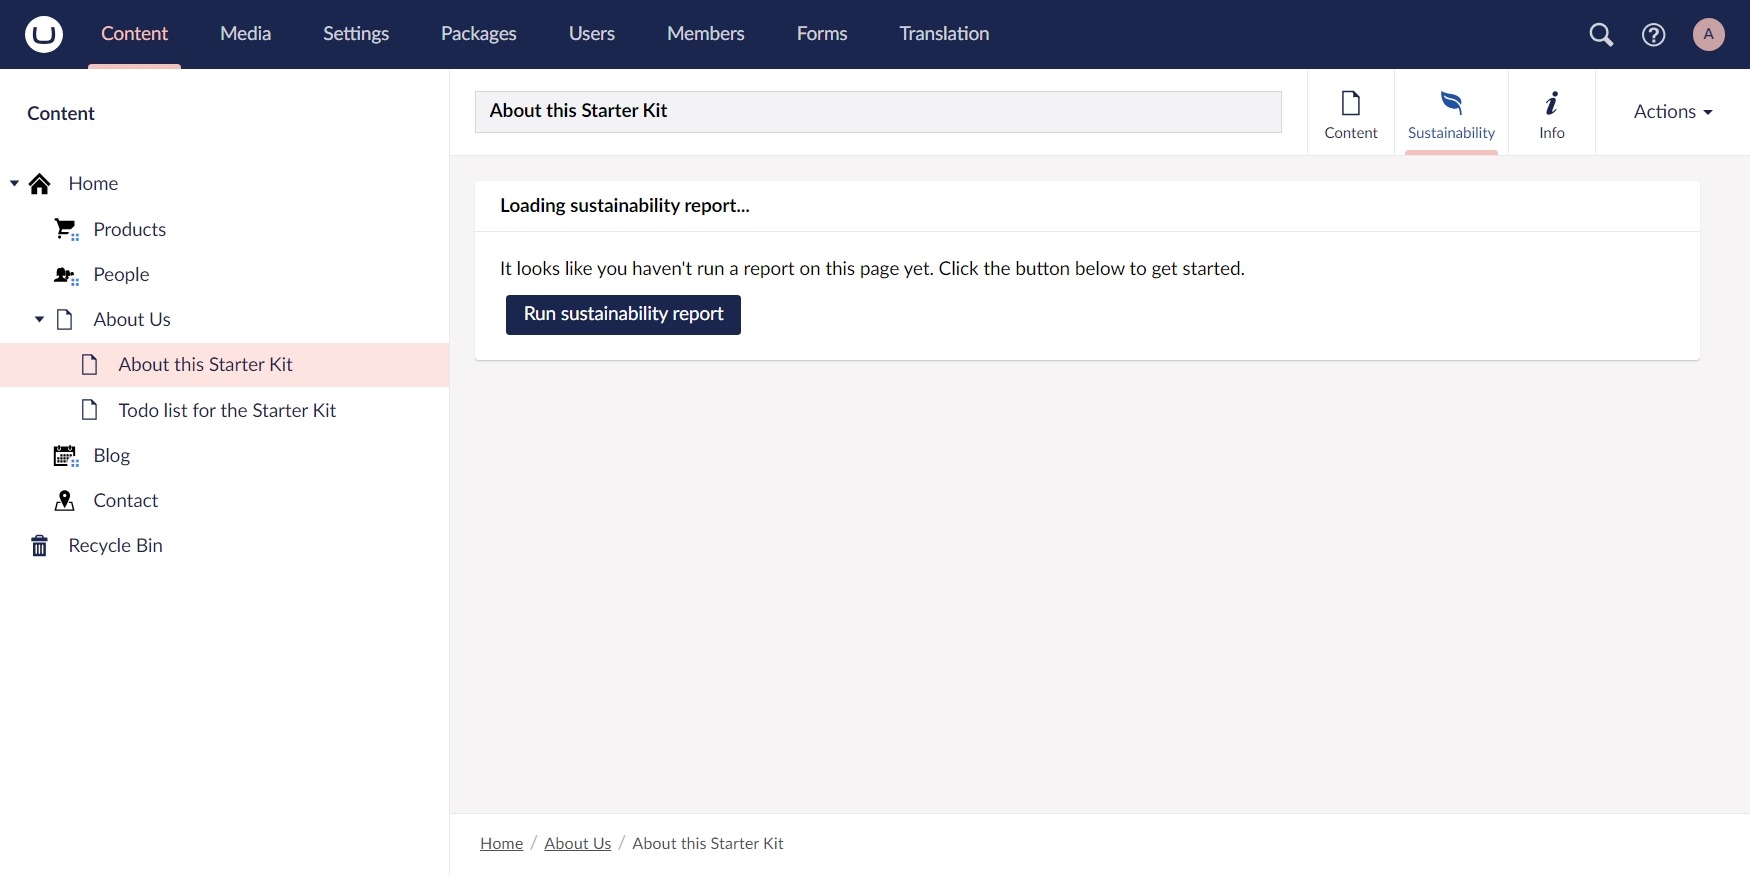 Content Media Settings Packages Users Members Forms Translation A
Content
Home
Products
People
About Us
About this Starter Kit
Todo list for the Starter Kit
Blog
Contact
Recycle Bin
About this Starter Kit
Content
Sustainability
Info
Actions
Loading sustainability report...
It looks like you haven't run a report on this page yet. Click the button below to get started.
Run sustainability report
Home / About Us / About this Starter Kit